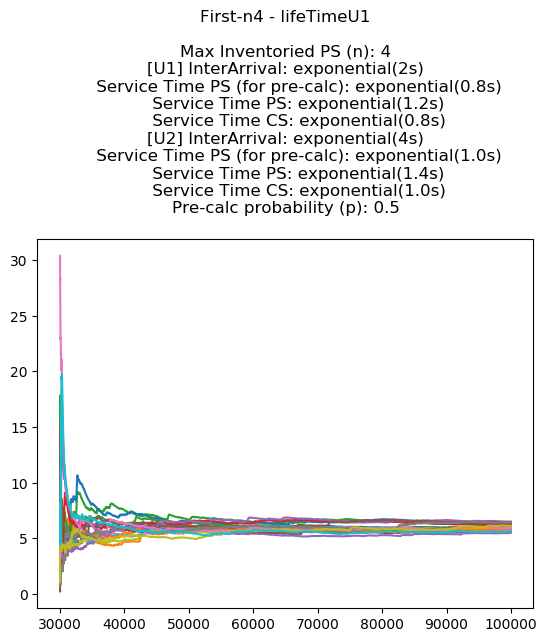 First-n4 - lifeTimeU1
Max Inventoried PS (n): 4
[U1] InterArrival: exponential(2s)
Service Time PS (for pre-calc): exponential(0.8s)
Service Time PS: exponential(1.2s)
Service Time CS: exponential(0.8s)
[U2] InterArrival: exponential(4s)
Service Time PS (for pre-calc): exponential(1.0s)
Service Time PS: exponential(1.4s)
Service Time CS: exponential(1.0s)
Pre-calc probability (p): 0.5
30
25
20
15
10
5
0
30000 40000 50000 60000 70000 80000 90000 100000